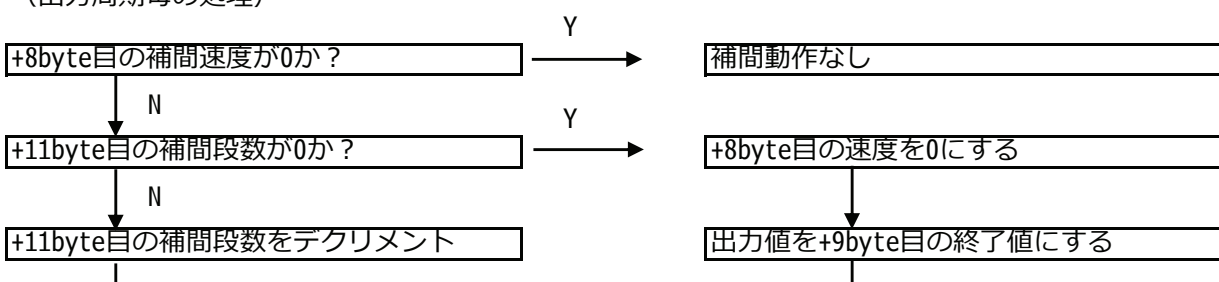 （出力周期毎の処理）
Y
+8byte目の補間速度が0か？
補間動作なし
N
Y
+11byte目の補間段数が0か？
+8byte目の速度を0にする
N
+11byte目の補間段数をデクリメント
出力値を+9byte目の終了値にする